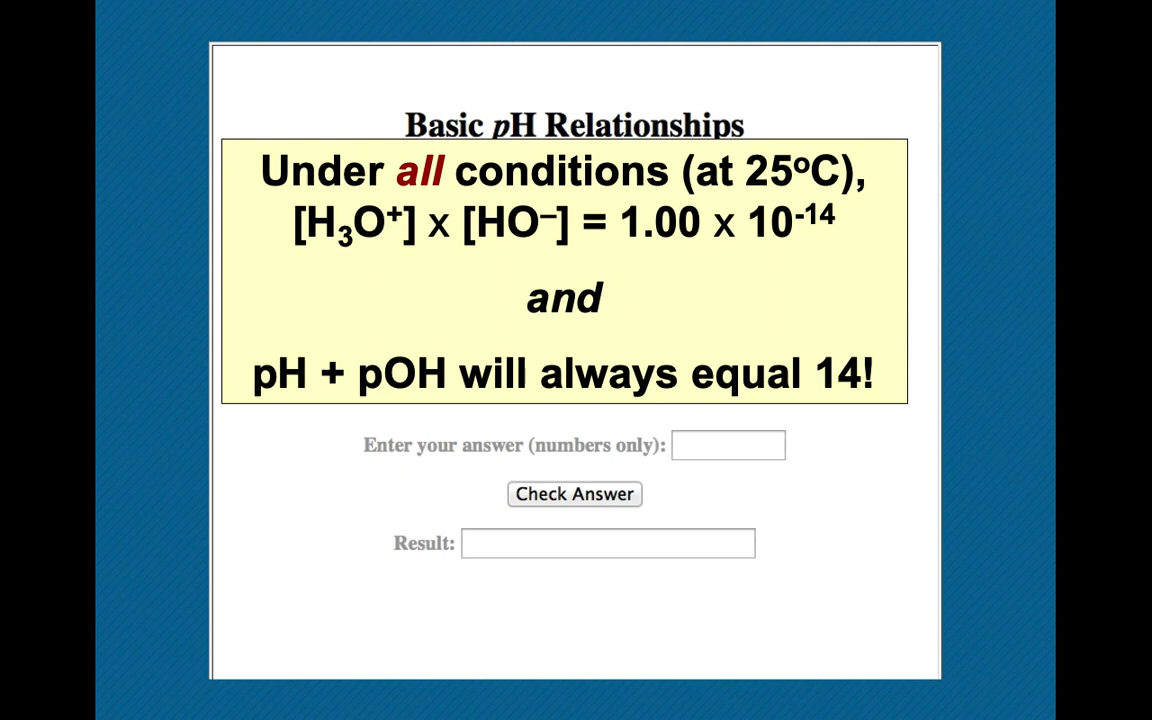 Basic pH Relationships
Under all conditions (at 25°C),
[H₃O⁺] x [HO⁻] = 1.00 x 10⁻¹⁴
and
pH + pOH will always equal 14!
Enter your answer (numbers only):
Check Answer
Result: